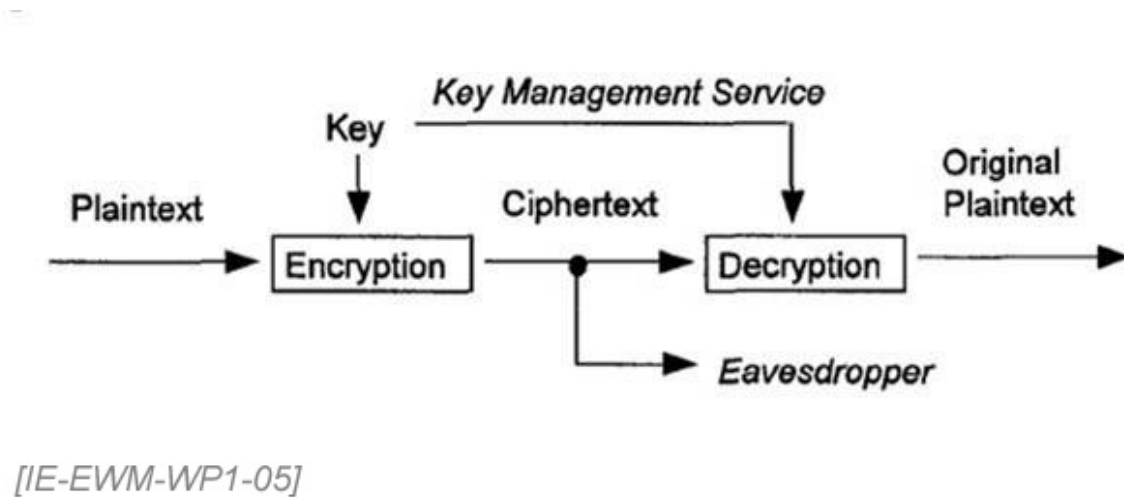 Key Management Service
Key
Plaintext
Ciphertext
Original
Plaintext
Encryption
Decryption
Eavesdropper
[IE-EWM-WP1-05]